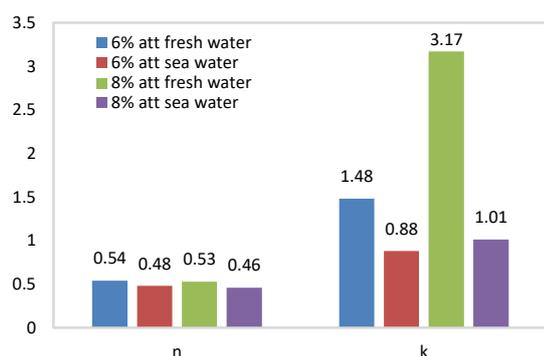 3.5
3
2.5
2
1.5
1
0.5
0
6% att fresh water
6% att sea water
8% att fresh water
8% att sea water
0.54 0.48 0.53 0.46
1.48 0.88 3.17 1.01
n k